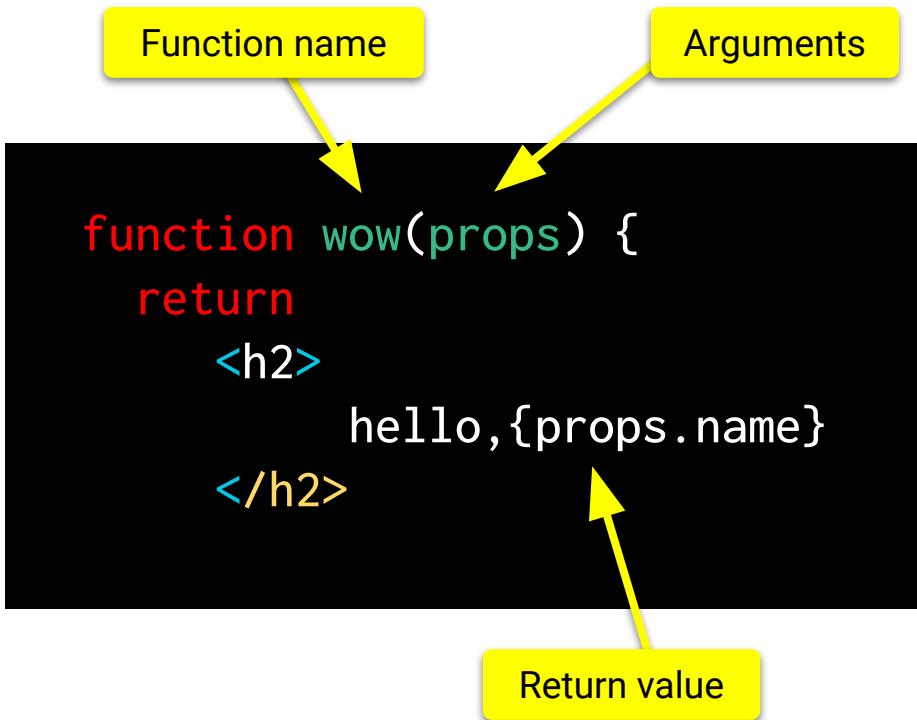 Function name
Arguments
function wow(props) {
return
<h2>
hello,{props.name}
</h2>
Return value